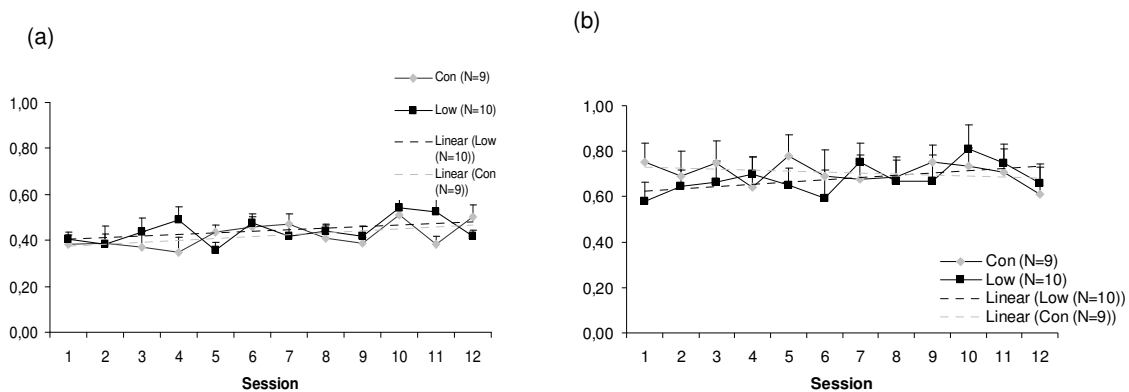 (a)
Con (N=9)
Low (N=10)
Linear (Low
(N=10))
Linear (Con
(N=9))
1,00
0,80
0,60
0,40
0,20
0,00
1 2 3 4 5 6 7 8 9 10 11 12
Session
(b)
1,00
0,80
0,60
0,40
0,20
0,00
Con (N=9)
Low (N=10)
Linear (Low (N=10))
Linear (Con (N=9))
1 2 3 4 5 6 7 8 9 10 11 12
Session